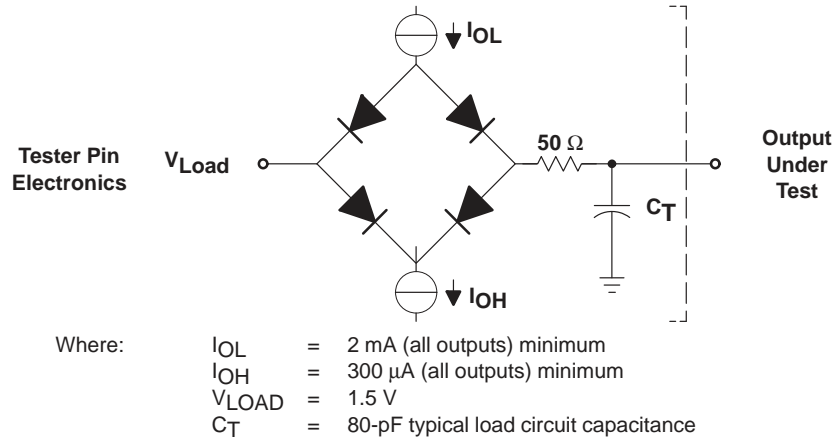 IOL
Tester Pin
Electronics
VLoad
50 Ω
Output
Under
Test
CT
IOH
Where:
IOL = 2 mA (all outputs) minimum
IOH = 300 μA (all outputs) minimum
VLOAD = 1.5 V
CT = 80-pF typical load circuit capacitance